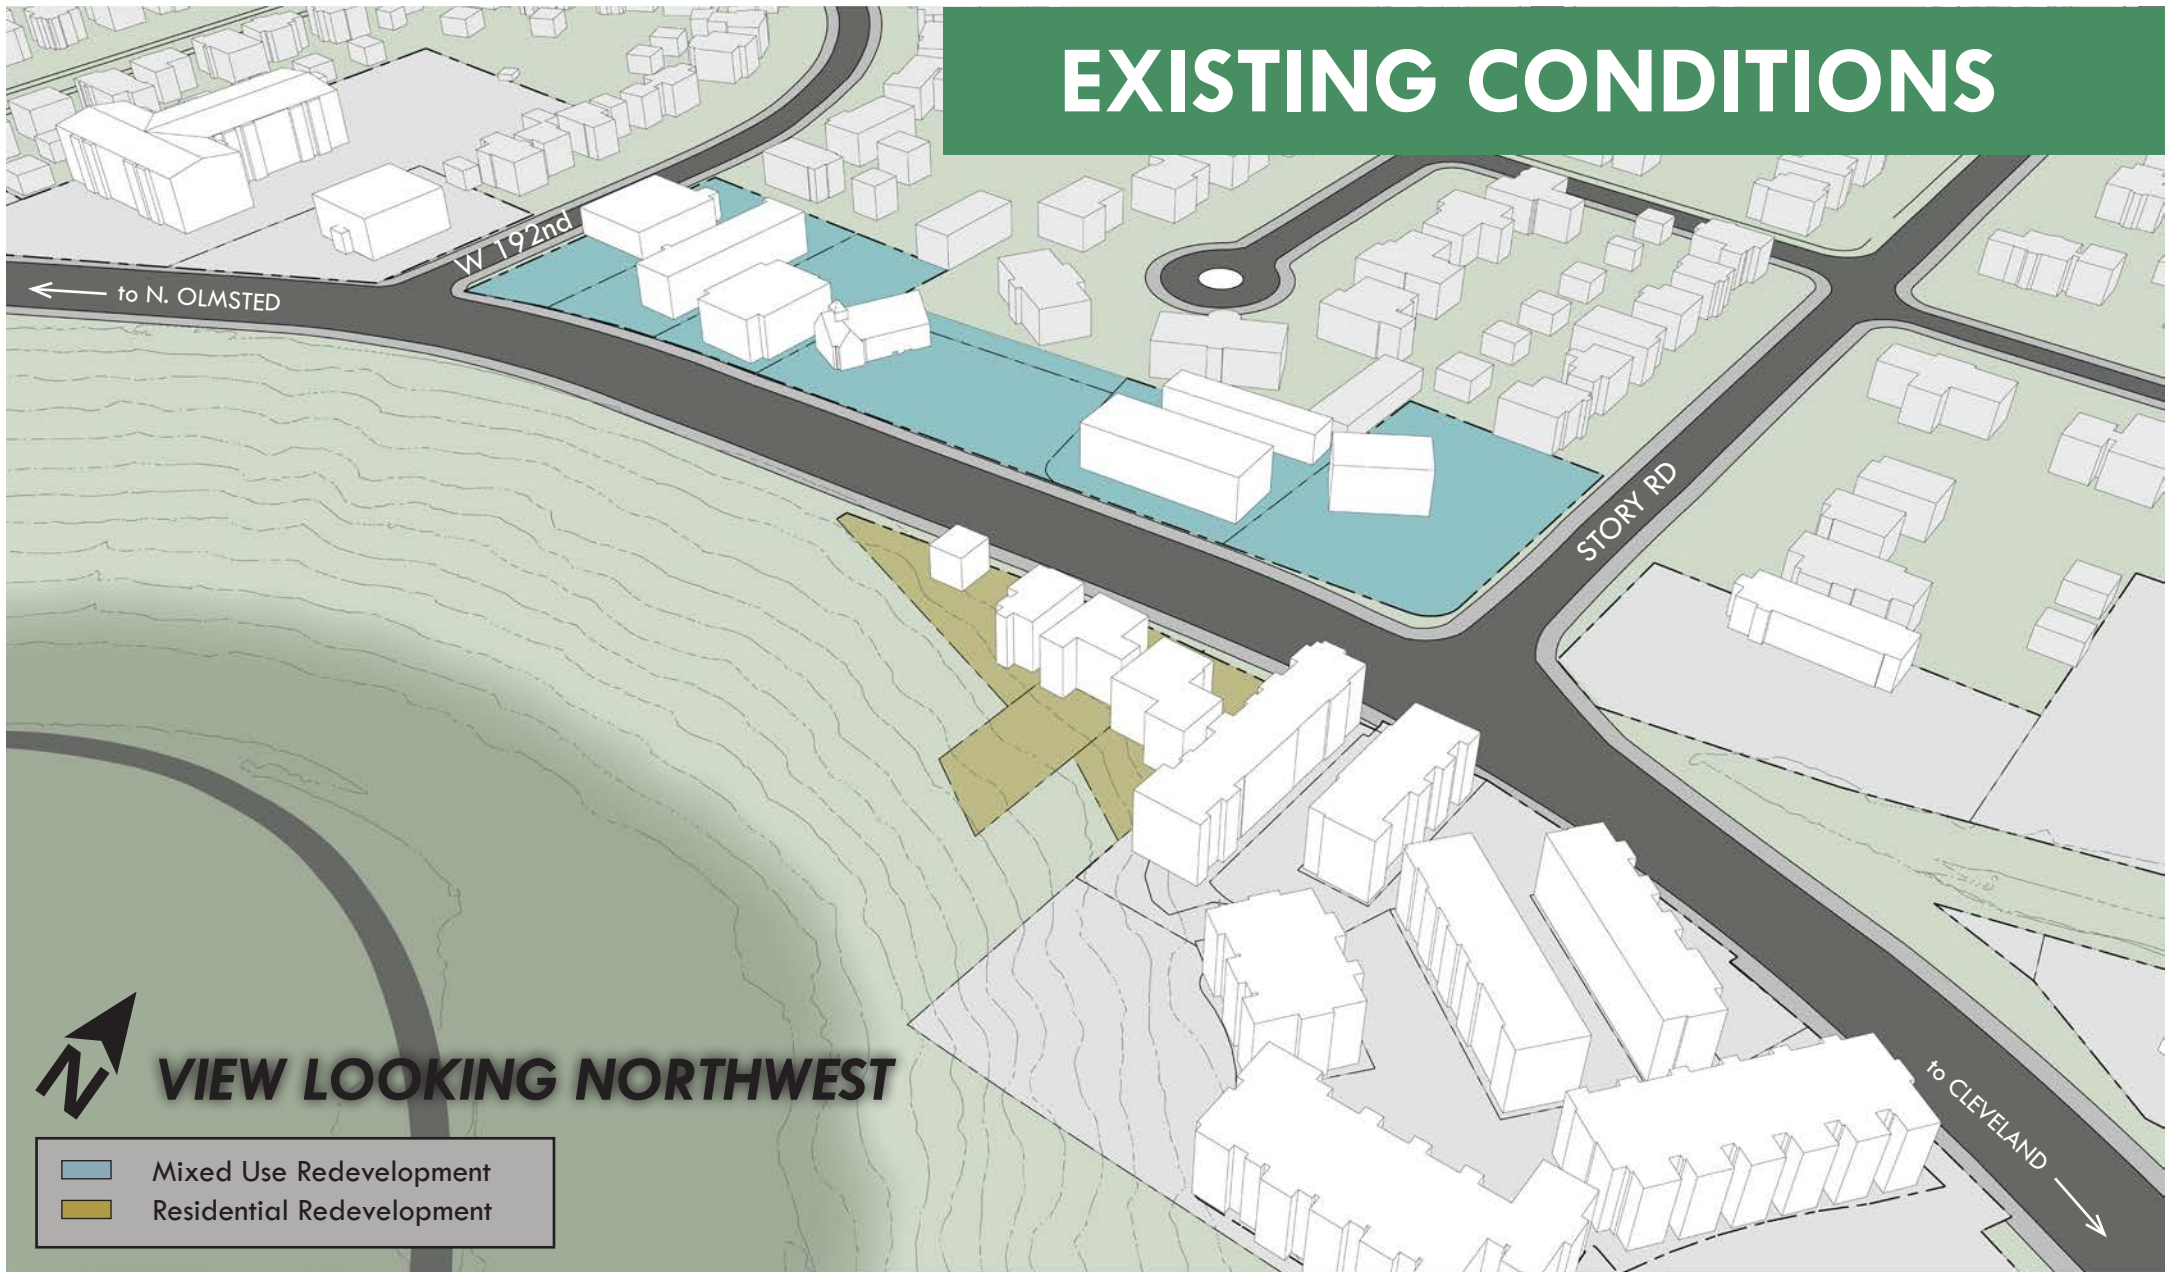 EXISTING CONDITIONS
W 192nd
to N. OLMSTED
STORY RD
to CLEVELAND
N
VIEW LOOKING NORTHWEST
Mixed Use Redevelopment
Residential Redevelopment